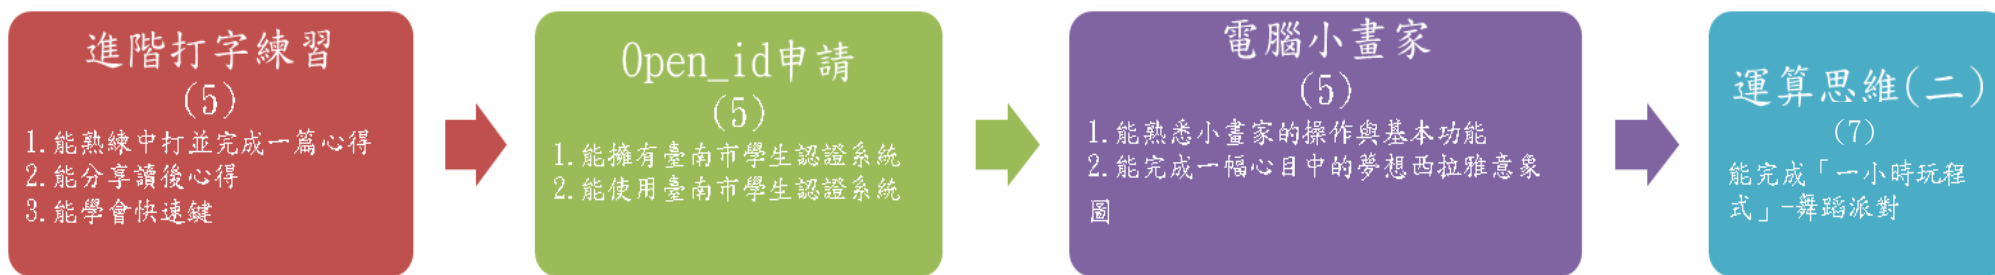 進階打字練習
(5)
1.能熟練中打並完成一篇心得
2.能分享讀後心得
3.能學會快速鍵
Open_id申請
(5)
1.能擁有臺南市學生認證系統
2.能使用臺南市學生認證系統
電腦小畫家
(5)
1.能熟悉小畫家的操作與基本功能
2.能完成一幅心目中的夢想西拉雅意象
圖
運算思維(二)
(7)
能完成「一小時玩程
式」-舞蹈派對